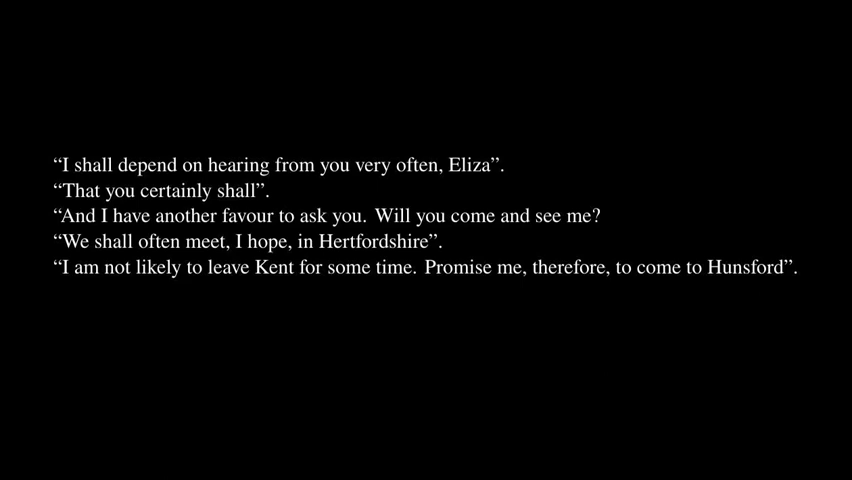 “I shall depend on hearing from you very often, Eliza”.
“That you certainly shall”.
“And I have another favour to ask you. Will you come and see me?
“We shall often meet, I hope, in Hertfordshire”.
“I am not likely to leave Kent for some time. Promise me, therefore, to come to Hunsford”.